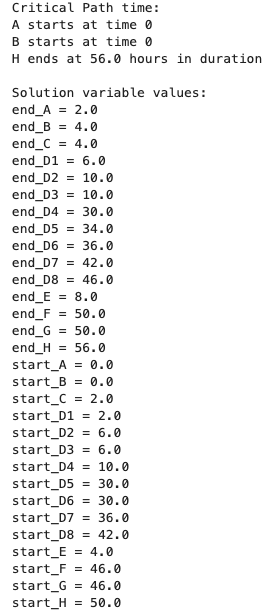 Critical Path time:
A starts at time 0
B starts at time 0
H ends at 56.0 hours in duration
Solution variable values:
end_A = 2.0
end_B = 4.0
end_C = 4.0
end_D1 = 6.0
end_D2 = 10.0
end_D3 = 10.0
end_D4 = 30.0
end_D5 = 34.0
end_D6 = 36.0
end_D7 = 42.0
end_D8 = 46.0
end_E = 8.0
end_F = 50.0
end_G = 50.0
end_H = 56.0
start_A = 0.0
start_B = 0.0
start_C = 2.0
start_D1 = 2.0
start_D2 = 6.0
start_D3 = 6.0
start_D4 = 10.0
start_D5 = 30.0
start_D6 = 30.0
start_D7 = 36.0
start_D8 = 42.0
start_E = 4.0
start_F = 46.0
start_G = 46.0
start_H = 50.0